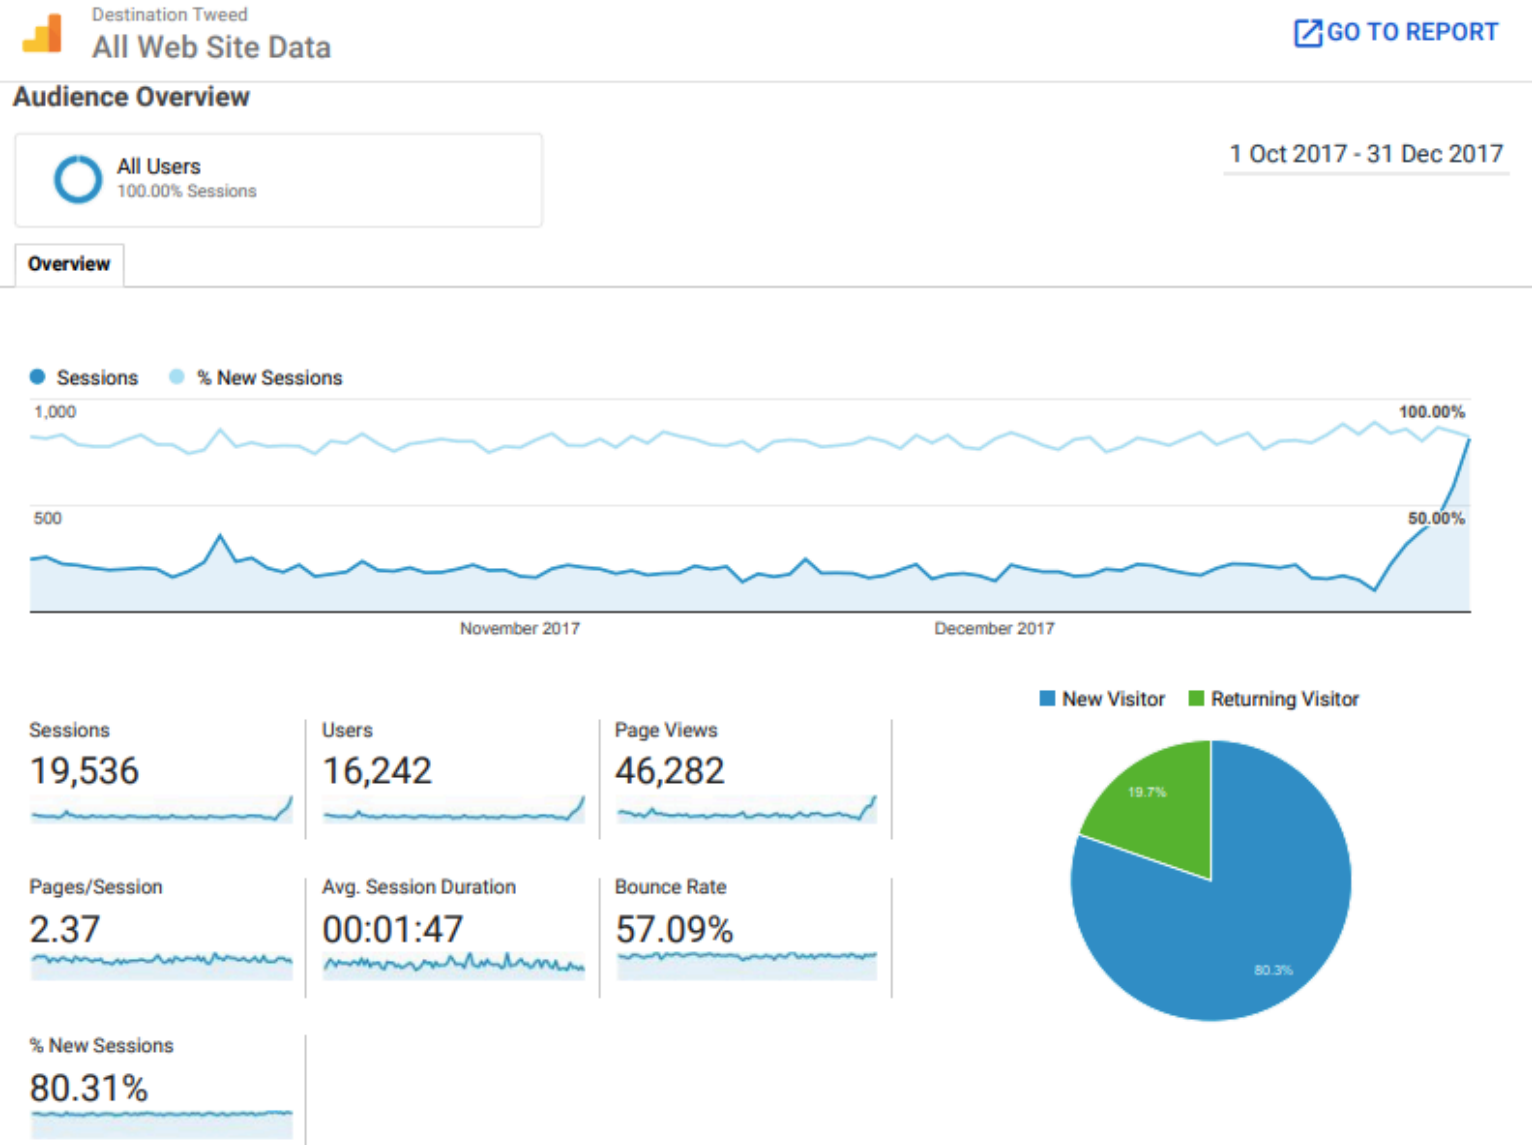 Destination Tweed
All Web Site Data
GO TO REPORT
Audience Overview
All Users
100.00% Sessions
1 Oct 2017 - 31 Dec 2017
Overview
Sessions % New Sessions
1,000 100.00%
500 50.00%
November 2017 December 2017
New Visitor Returning Visitor
Sessions Users Page Views
19,536 16,242 46,282
19.7%
Pages/Session Avg. Session Duration Bounce Rate
2.37 00:01:47 57.09%
80.3%
% New Sessions
80.31%